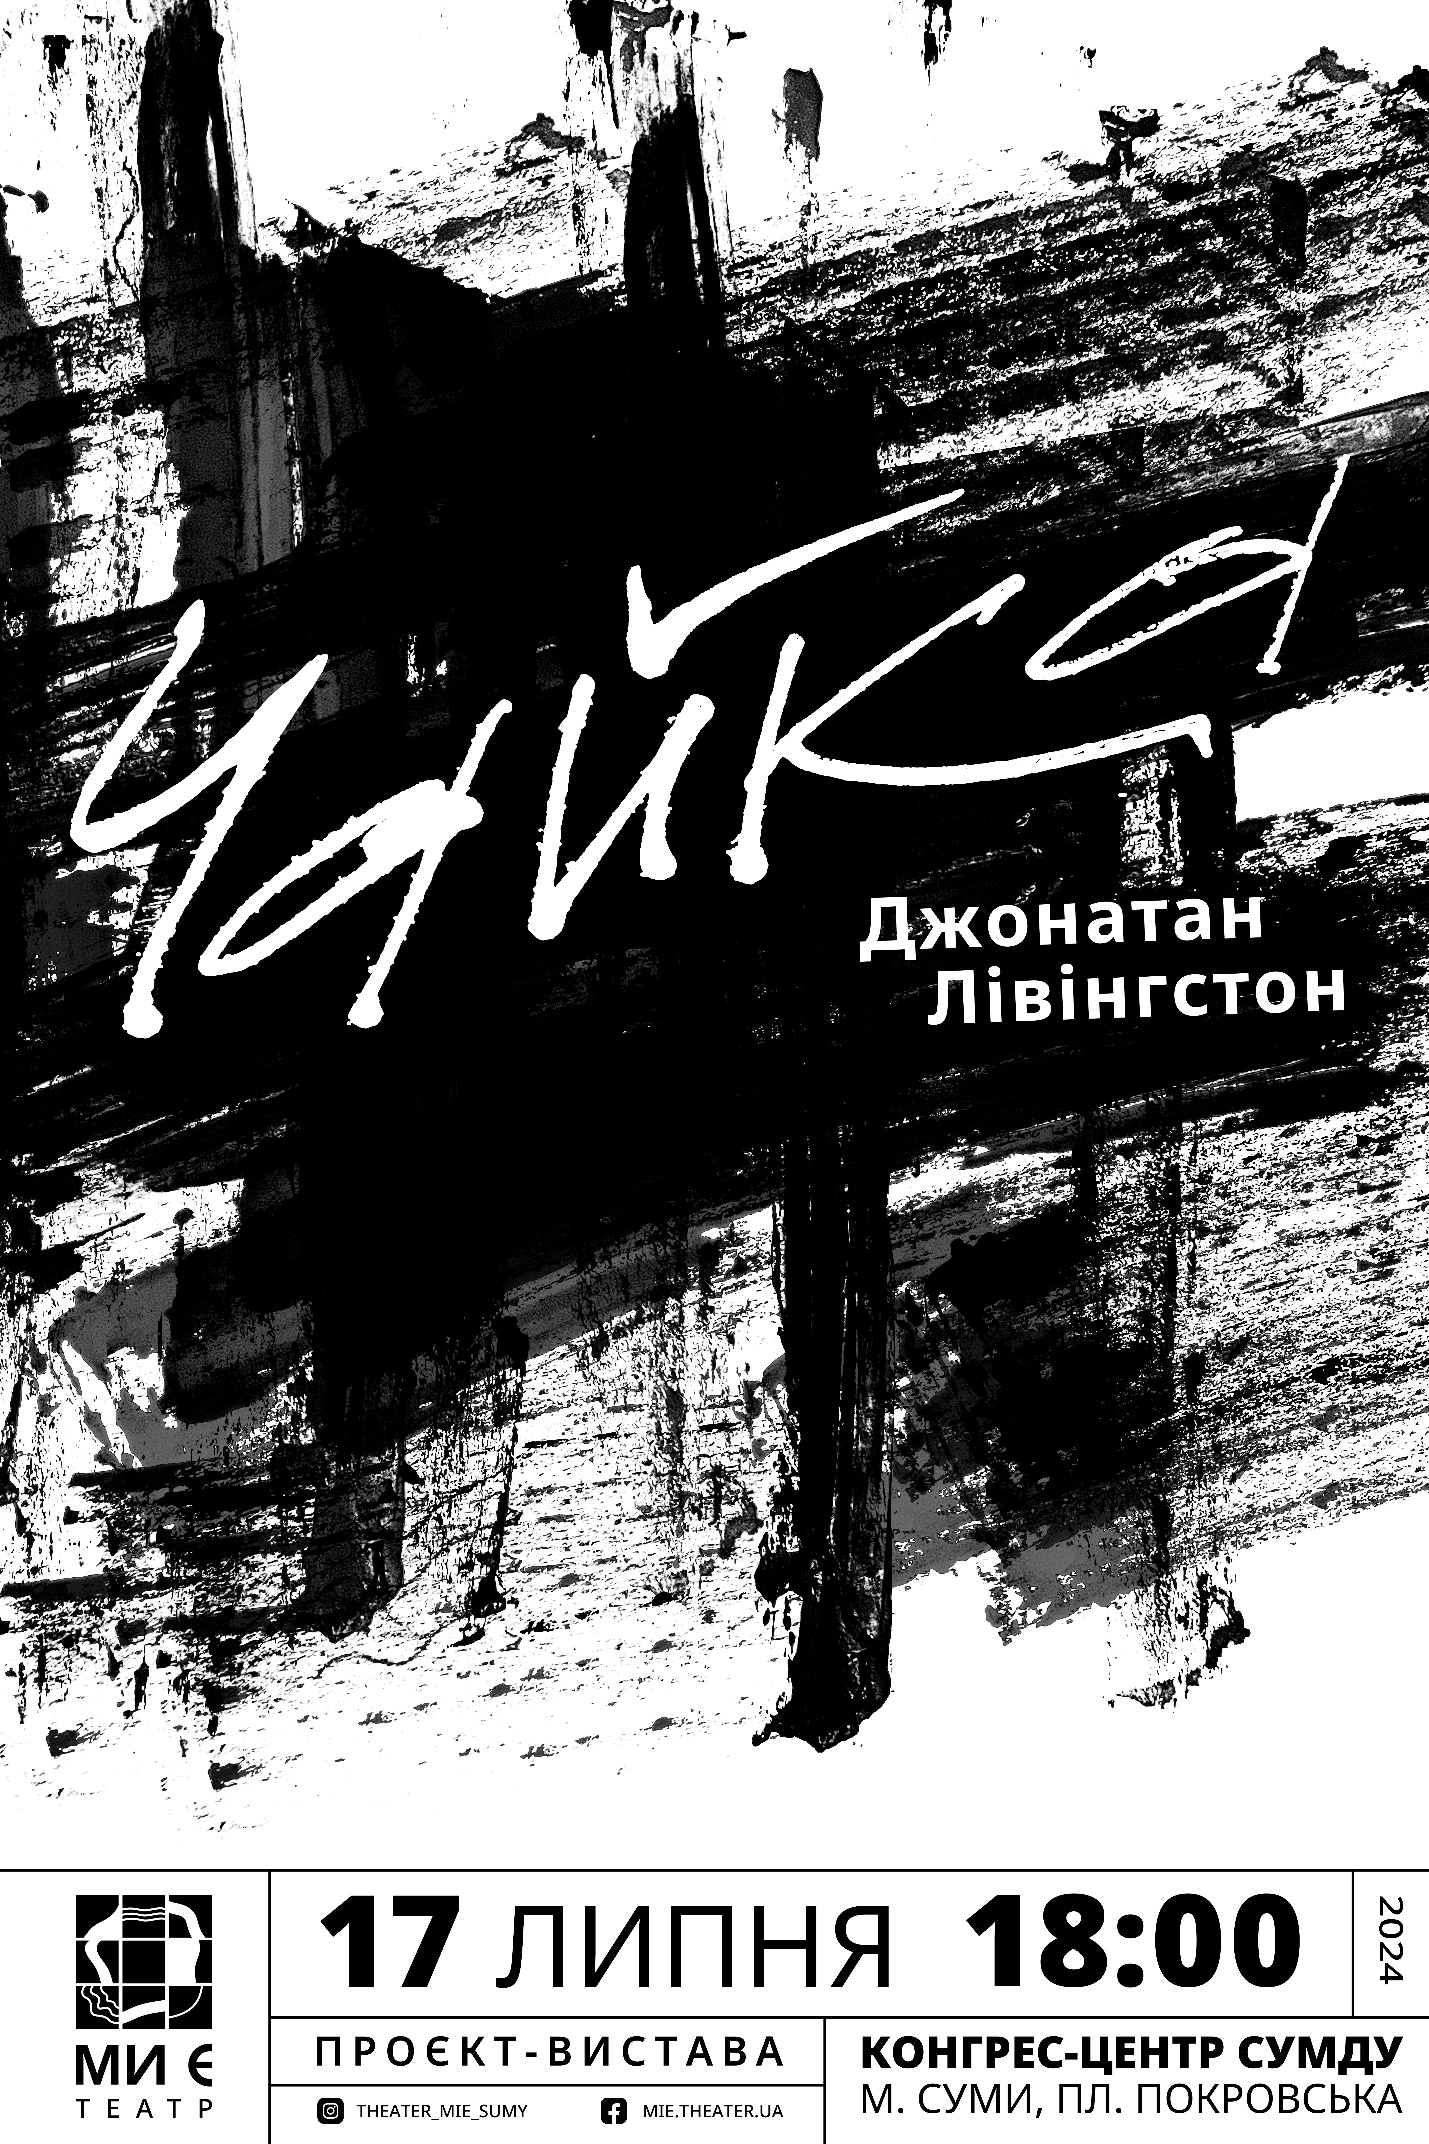 Чайка
Джонатан
Лівінгстон
17 ЛИПНЯ 18:00
2024
МИ Є
ТЕАТР
ПРОЄКТ-ВИСТАВА
THEATER_MIE_SUMY MIE.THEATER.UA
КОНГРЕС-ЦЕНТР СУМДУ
М. СУМИ, ПЛ. ПОКРОВСЬКА